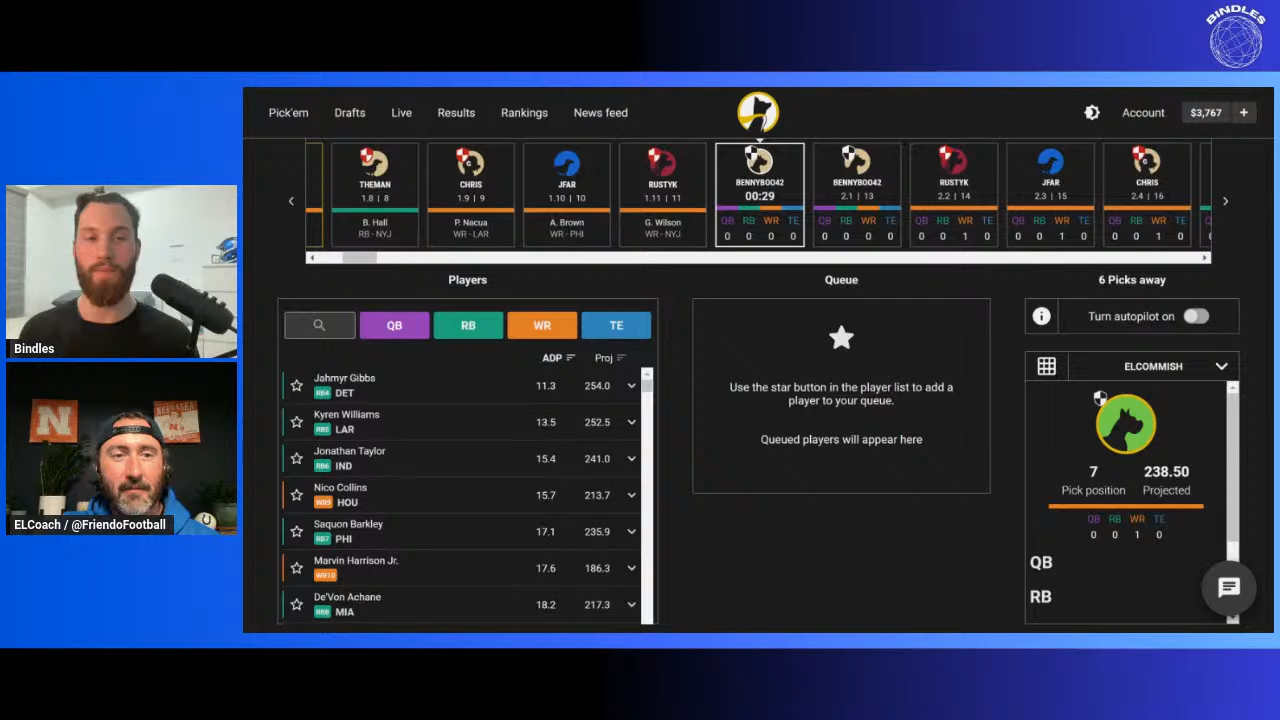 BINDLES
Pick'em Drafts Live Results Rankings News feed Account $3,767 +
THEMAN
1.8 | 8
B. Hall
RB - NYJ
CHRIS
1.9 | 9
P. Nacua
WR - LAR
JFAR
1.10 | 10
A. Brown
WR - PHI
RUSTYK
1.11 | 11
G. Wilson
WR - NYJ
BENNYBOO42
00:29
QB RB WR TE
0 0 0 0
BENNYBOO42
2.1 | 13
QB RB WR TE
0 0 0 0
RUSTYK
2.2 | 14
QB RB WR TE
0 0 1 0
JFAR
2.3 | 15
QB RB WR TE
0 0 1 0
CHRIS
2.4 | 16
QB RB WR TE
0 0 1 0
Players
QB RB WR TE
ADP Proj
Jahmyr Gibbs
RB4 DET 11.3 254.0
Kyren Williams
RB5 LAR 13.5 252.5
Jonathan Taylor
RB6 IND 15.4 241.0
Nico Collins
WR9 HOU 15.7 213.7
Saquon Barkley
RB7 PHI 17.1 235.9
Marvin Harrison Jr.
WR10 17.6 186.3
De'Von Achane
RB8 MIA 18.2 217.3
Queue
Use the star button in the player list to add a
player to your queue.
Queued players will appear here
6 Picks away
Turn autopilot on
ELCOMMISH
7 238.50
Pick position Projected
QB RB WR TE
0 0 1 0
QB
RB
Bindles
N
NEBRASKA
N
ELCoach / @FriendoFootball